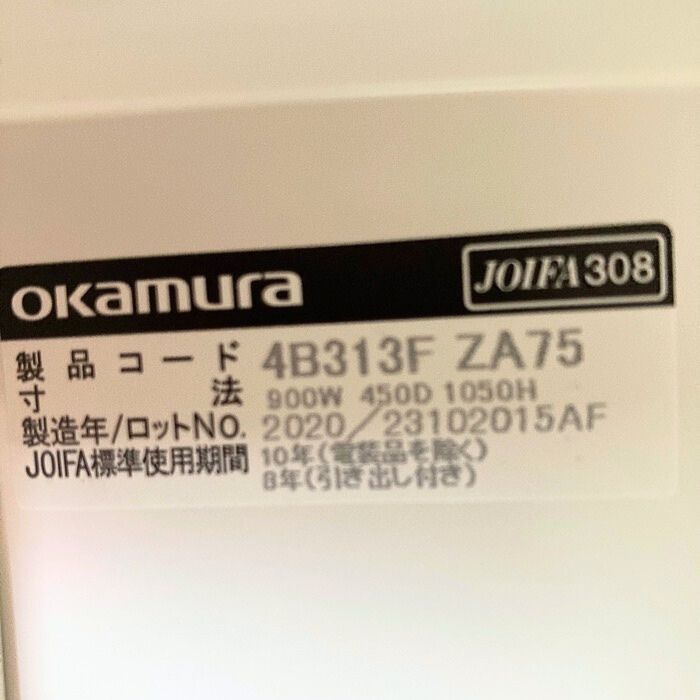 okamura JOIFA308
製品コード 4B313F ZA75
寸法 900W 450D 1050H
製造年/ロットNO. 2020/23102015AF
JOIFA標準使用期間 10年(電装品を除く)
8年(引き出し付き)